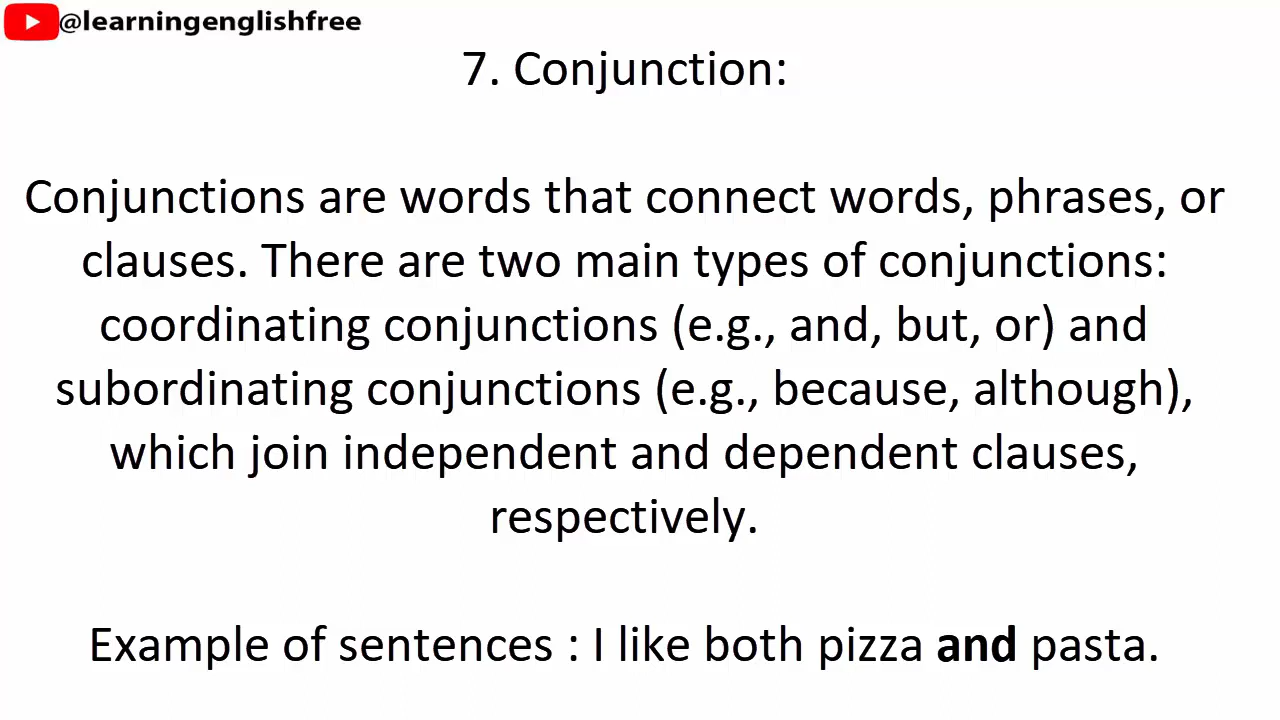 @learningenglishfree
7. Conjunction:
Conjunctions are words that connect words, phrases, or
clauses. There are two main types of conjunctions:
coordinating conjunctions (e.g., and, but, or) and
subordinating conjunctions (e.g., because, although),
which join independent and dependent clauses,
respectively.
Example of sentences : I like both pizza and pasta.